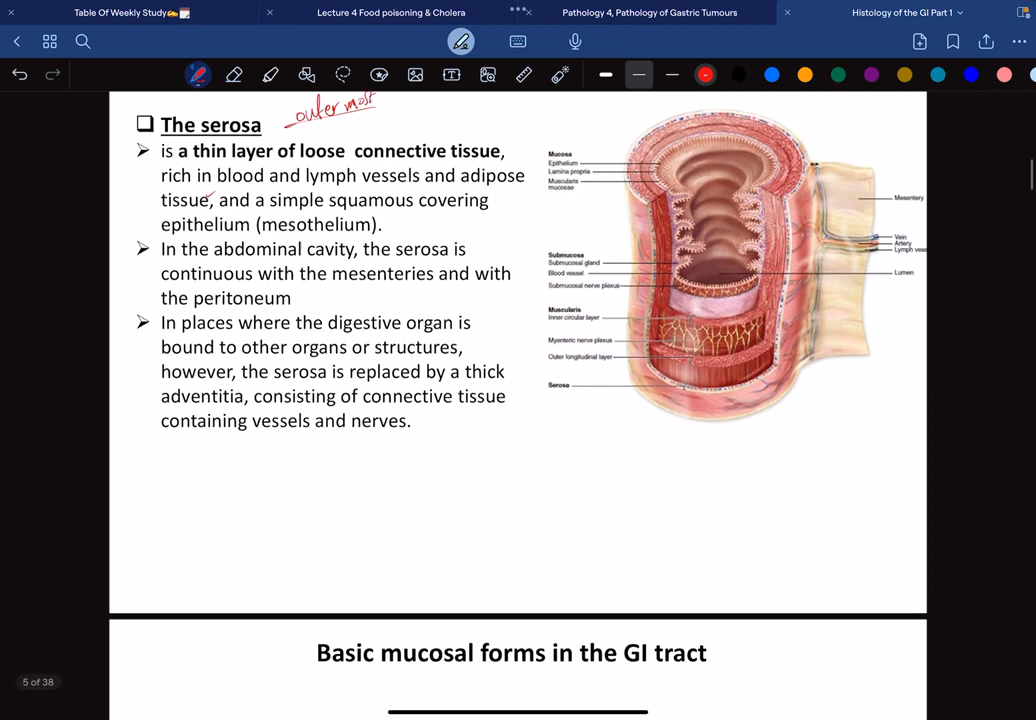 Table Of Weekly Study✍️🗓️
Lecture 4 Food poisoning & Cholera
Pathology 4, Pathology of Gastric Tumours
Histology of the GI Part 1
outer most
The serosa
is a thin layer of loose connective tissue,
rich in blood and lymph vessels and adipose
tissue, and a simple squamous covering
epithelium (mesothelium).
In the abdominal cavity, the serosa is
continuous with the mesenteries and with
the peritoneum
In places where the digestive organ is
bound to other organs or structures,
however, the serosa is replaced by a thick
adventitia, consisting of connective tissue
containing vessels and nerves.
Mucosa
Epithelium
Lamina propria
Muscularis
mucosae
Submucosa
Submucosal gland
Blood vessel
Submucosal nerve plexus
Muscularis
Inner circular layer
Myenteric nerve plexus
Outer longitudinal layer
Serosa
Mesentery
Vein
Artery
Lymph vess
Lumen
Basic mucosal forms in the GI tract
5 of 38